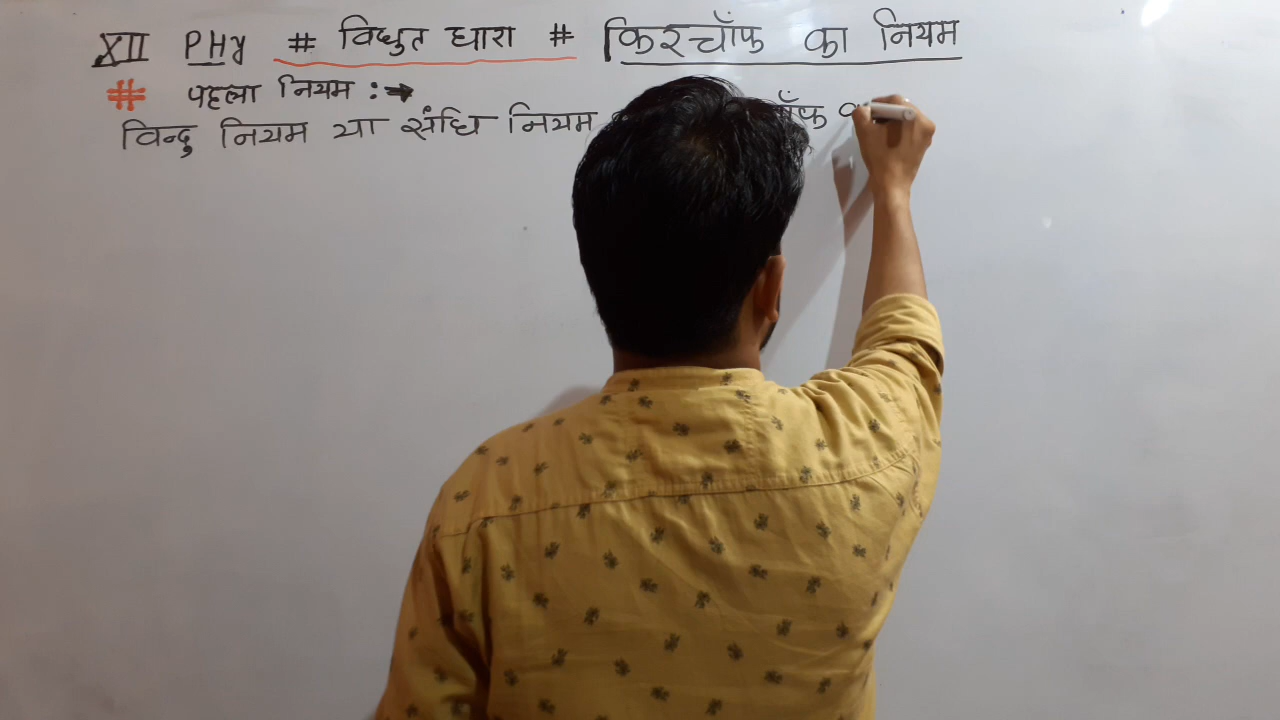 XII PHY # विधुत धारा # किरचॉफ का नियम
# पहला नियम :→
विन्दु नियम या संधि नियम